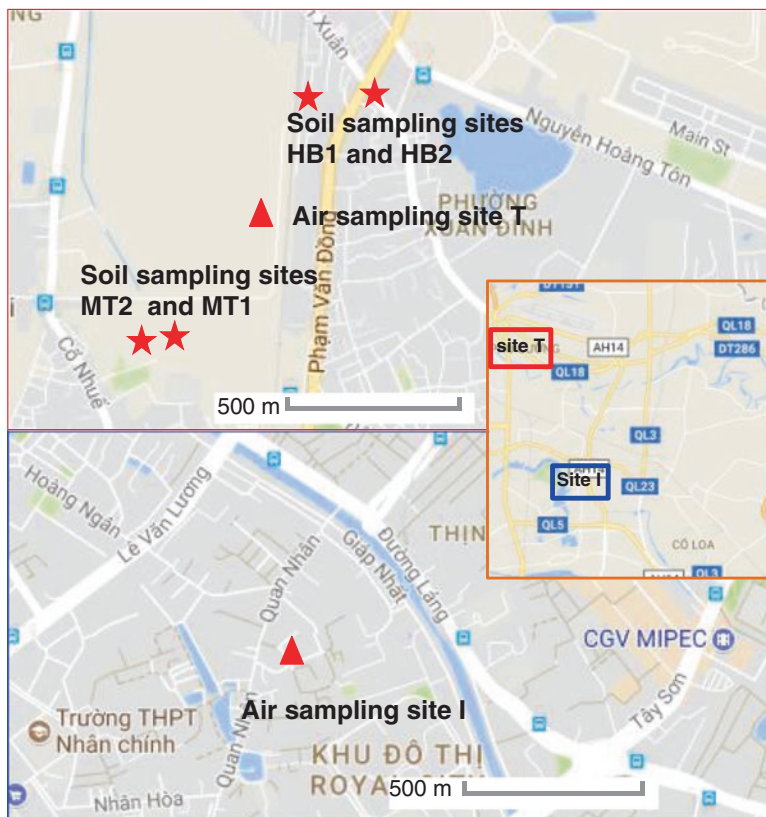 NG
Xuân
Soil sampling sites
HB1 and HB2
Nguyễn Hoàng Tôn
Main St
PHƯỜNG
XUÂN ĐỈNH
Air sampling site T
Phạm Văn Đồng
Soil sampling sites
MT2 and MT1
Cổ Nhuế
500 m
site T
AH14
QL18
DT286
QL18
QL3
Site I
QL23
QL5
CỔ LOA
QL3
Hoàng Ngân
Lê Văn Lương
Quan Nhân
Giáp Nhất
Đường Láng
THỊN
CGV MIPEC
Tây Sơn
Air sampling site I
Trường THPT
Nhân chính
Quan Nhân
KHU ĐÔ THỊ
ROYAL CITY
500 m
Nhân Hòa